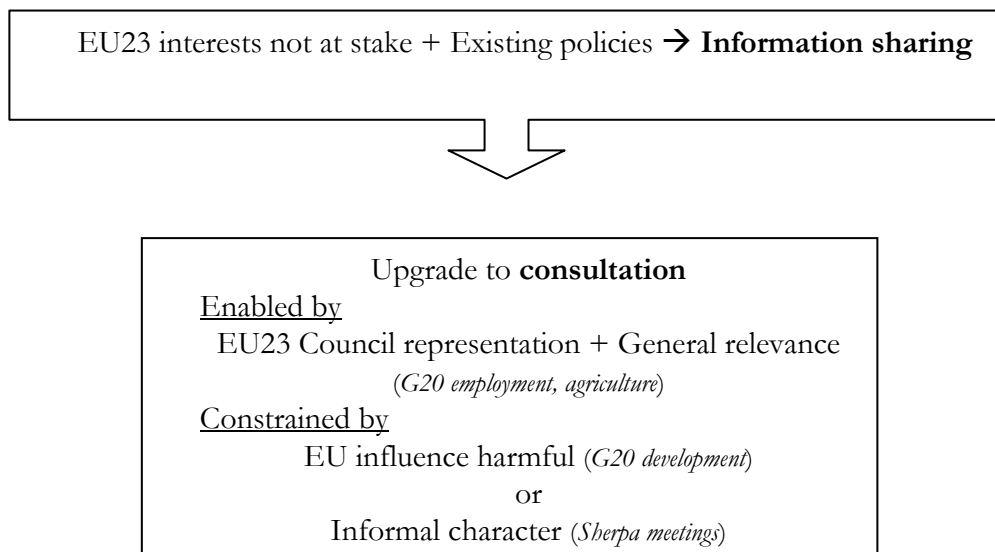 EU23 interests not at stake + Existing policies → Information sharing
Upgrade to consultation
Enabled by
EU23 Council representation + General relevance
(G20 employment, agriculture)
Constrained by
EU influence harmful (G20 development)
or
Informal character (Sherpa meetings)